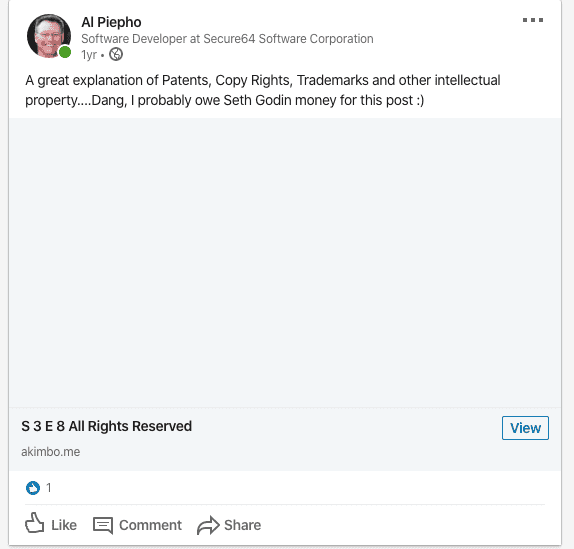 Al Piepho
Software Developer at Secure64 Software Corporation
1yr •
A great explanation of Patents, Copy Rights, Trademarks and other intellectual
property....Dang, I probably owe Seth Godin money for this post :)
S 3 E 8 All Rights Reserved
View
akimbo.me
1
Like Comment Share